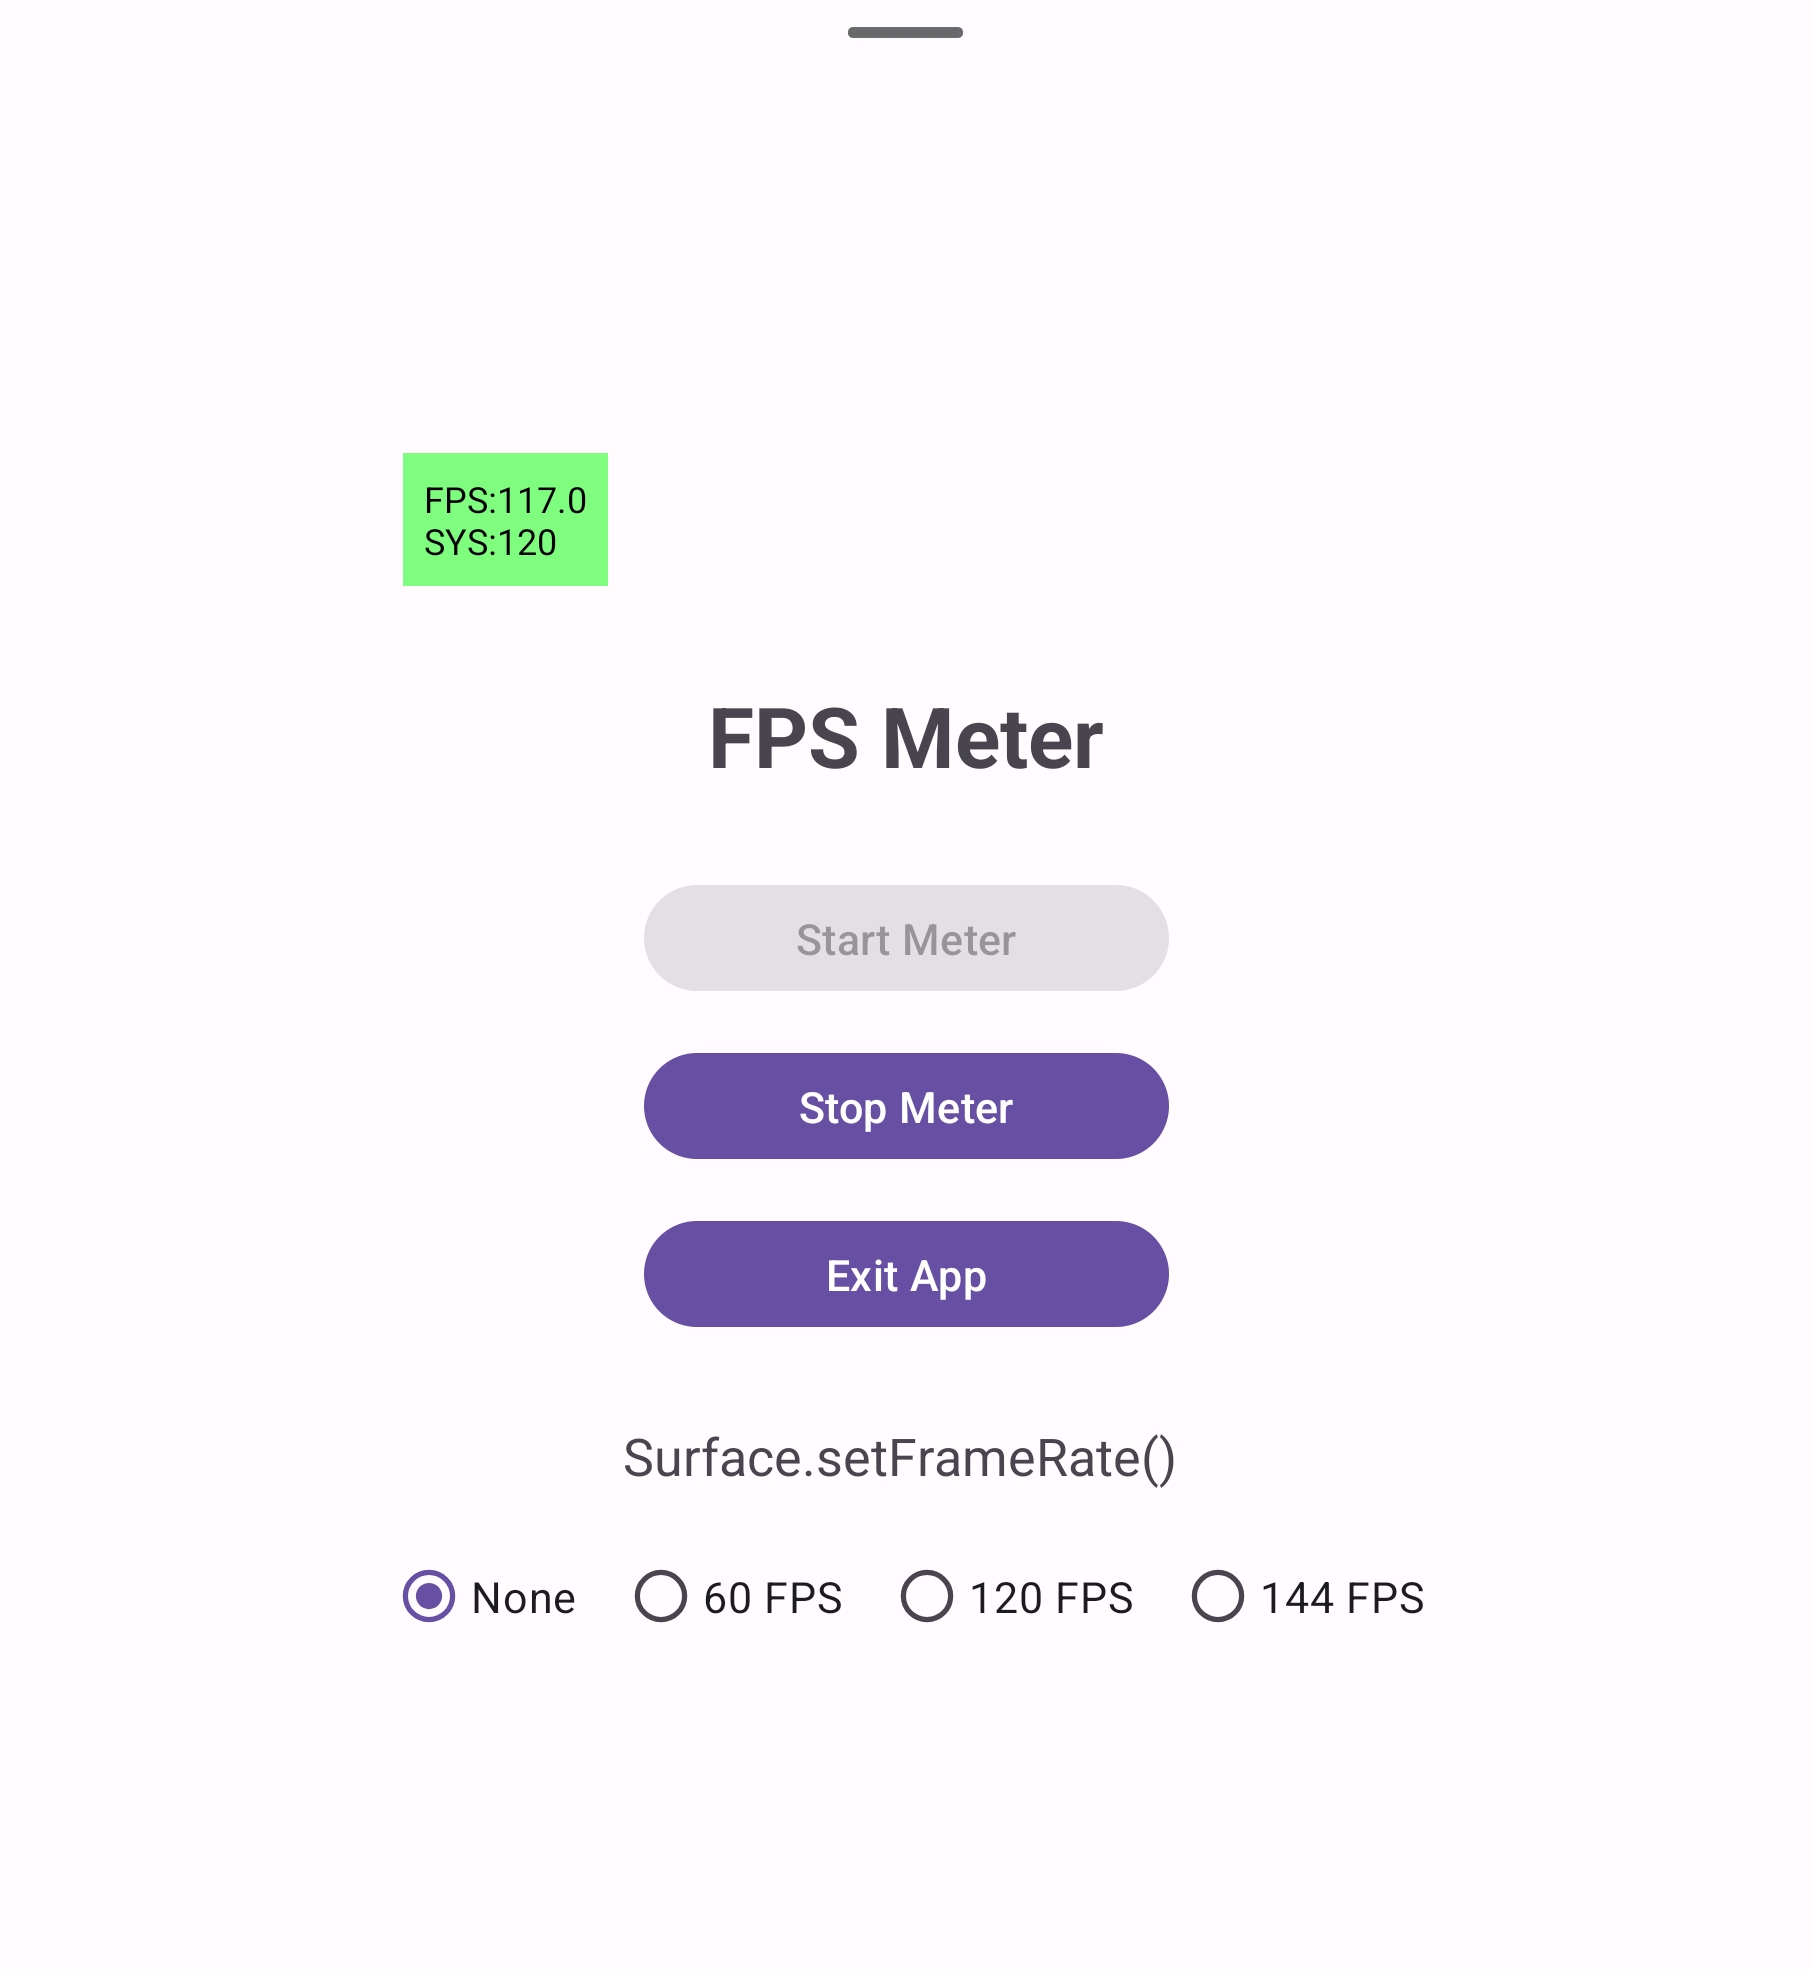 FPS:117.0
SYS:120
FPS Meter
Start Meter
Stop Meter
Exit App
Surface.setFrameRate()
None 60 FPS 120 FPS 144 FPS